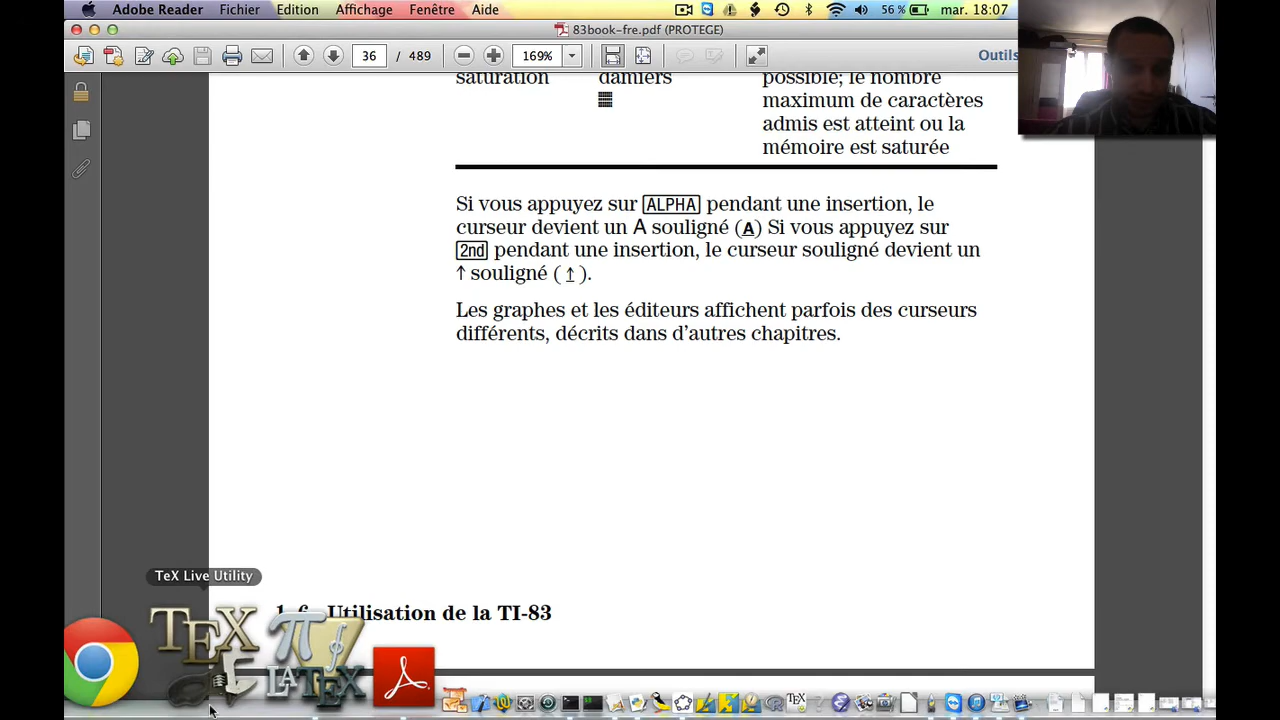 Adobe Reader Fichier Edition Affichage Fenêtre Aide 56 % mar. 18:07
83book-fre.pdf (PROTEGE)
36 / 489 169% Outils
saturation damiers possible; le nombre
maximum de caractères
admis est atteint ou la
mémoire est saturée
Si vous appuyez sur ALPHA pendant une insertion, le
curseur devient un A souligné (A) Si vous appuyez sur
2nd pendant une insertion, le curseur souligné devient un
↑ souligné ( ↑ ).
Les graphes et les éditeurs affichent parfois des curseurs
différents, décrits dans d'autres chapitres.
TeX Live Utility
Utilisation de la TI-83
TEX
LATEX